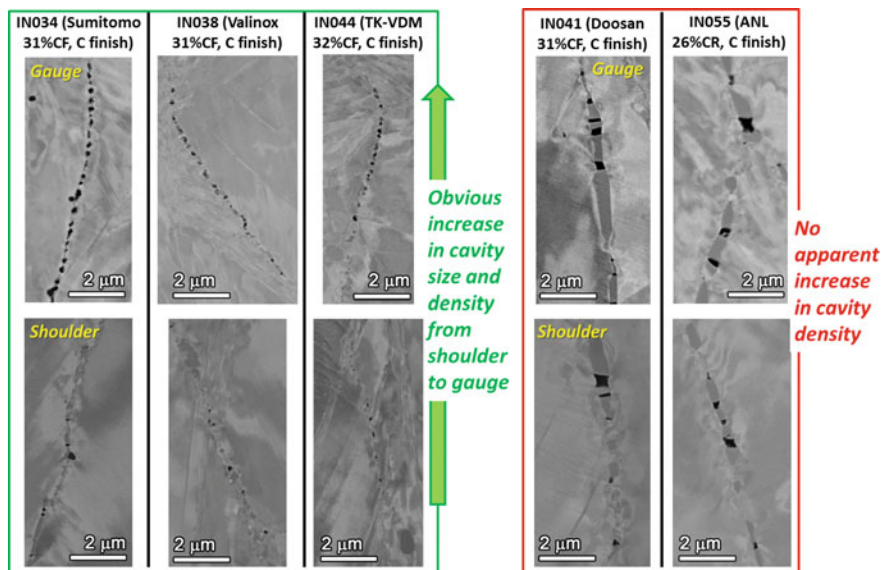 IN034 (Sumitomo
31%CF, C finish)
IN038 (Valinox
31%CF, C finish)
IN044 (TK-VDM
32%CF, C finish)
IN041 (Doosan
31%CF, C finish)
IN055 (ANL
26%CR, C finish)
Gauge
Gauge
2 μm
2 μm
2 μm
Obvious
increase
in cavity
size and
density
from
shoulder
to gauge
2 μm
2 μm
No
apparent
increase
in cavity
density
Shoulder
2 μm
2 μm
2 μm
Shoulder
2 μm
2 μm